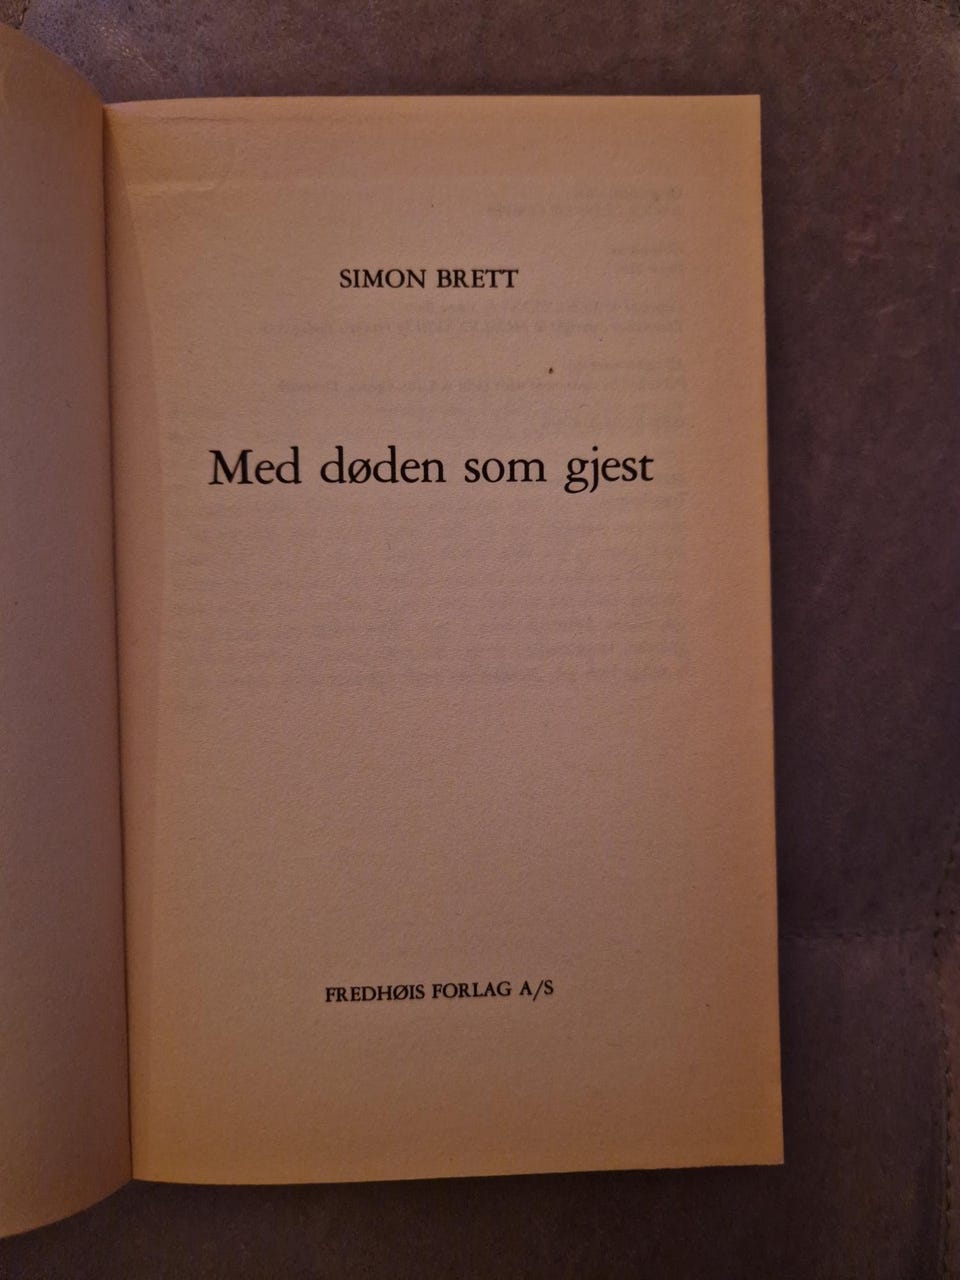 SIMON BRETT
Med døden som gjest
FREDHØIS FORLAG A/S